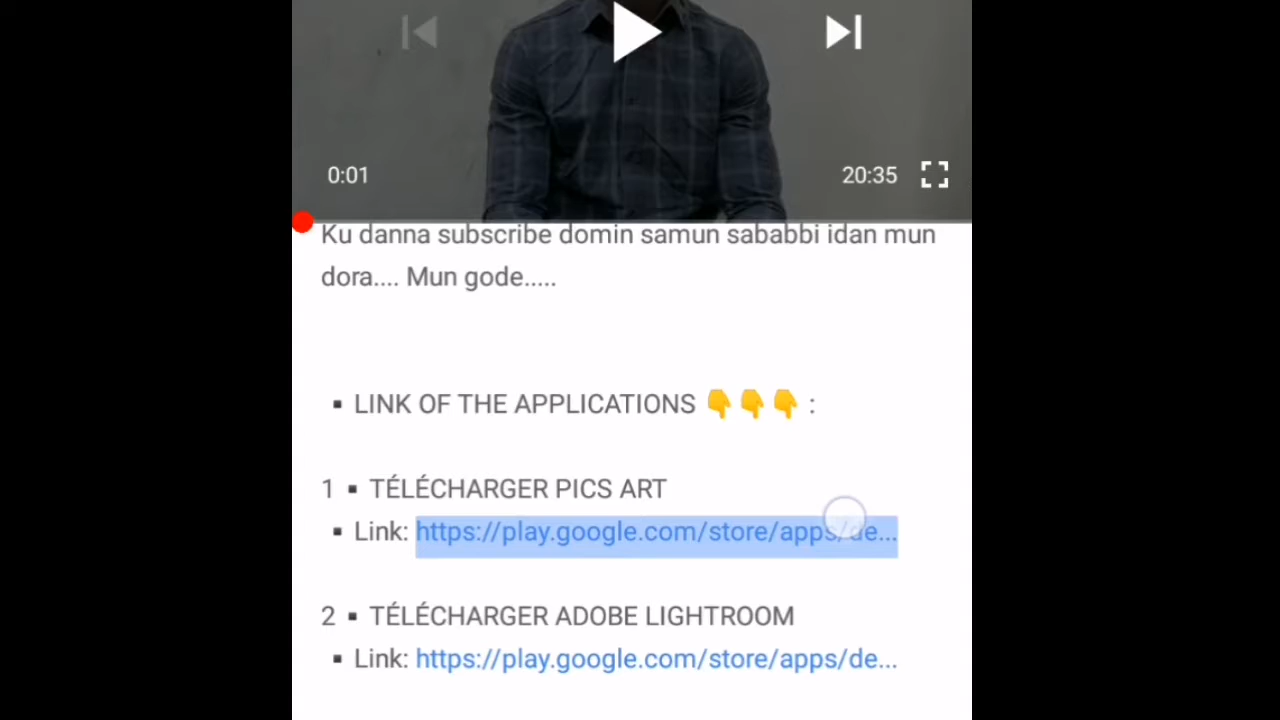 0:01
20:35
Ku danna subscribe domin samun sababbi idan mun
dora.... Mun gode.....
▪ LINK OF THE APPLICATIONS 👇👇👇 :
1 ▪ TÉLÉCHARGER PICS ART
▪ Link: https://play.google.com/store/apps/de...
2 ▪ TÉLÉCHARGER ADOBE LIGHTROOM
▪ Link: https://play.google.com/store/apps/de...